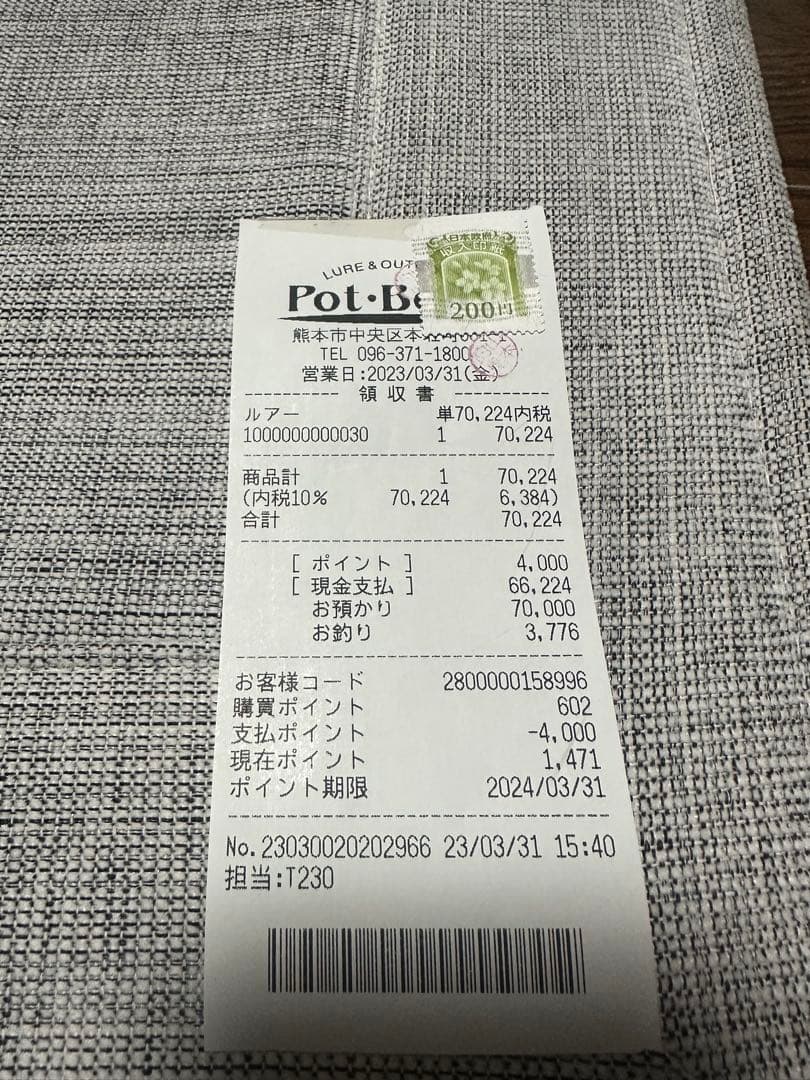 LURE & OUT
Pot・Be
日本政府
収入印紙
200円
熊本市中央区本
TEL 096-371-1800
営業日:2023/03/31(金)
---------- 領 収 書 ----------
ルアー 単70,224内税
1000000000030 1 70,224
商品計 1 70,224
(内税10% 70,224 6,384)
合計 70,224
[ ポイント ] 4,000
[ 現金支払 ] 66,224
お預かり 70,000
お釣り 3,776
お客様コード 2800000158996
購買ポイント 602
支払ポイント -4,000
現在ポイント 1,471
ポイント期限 2024/03/31
No.23030020202966 23/03/31 15:40
担当:T230